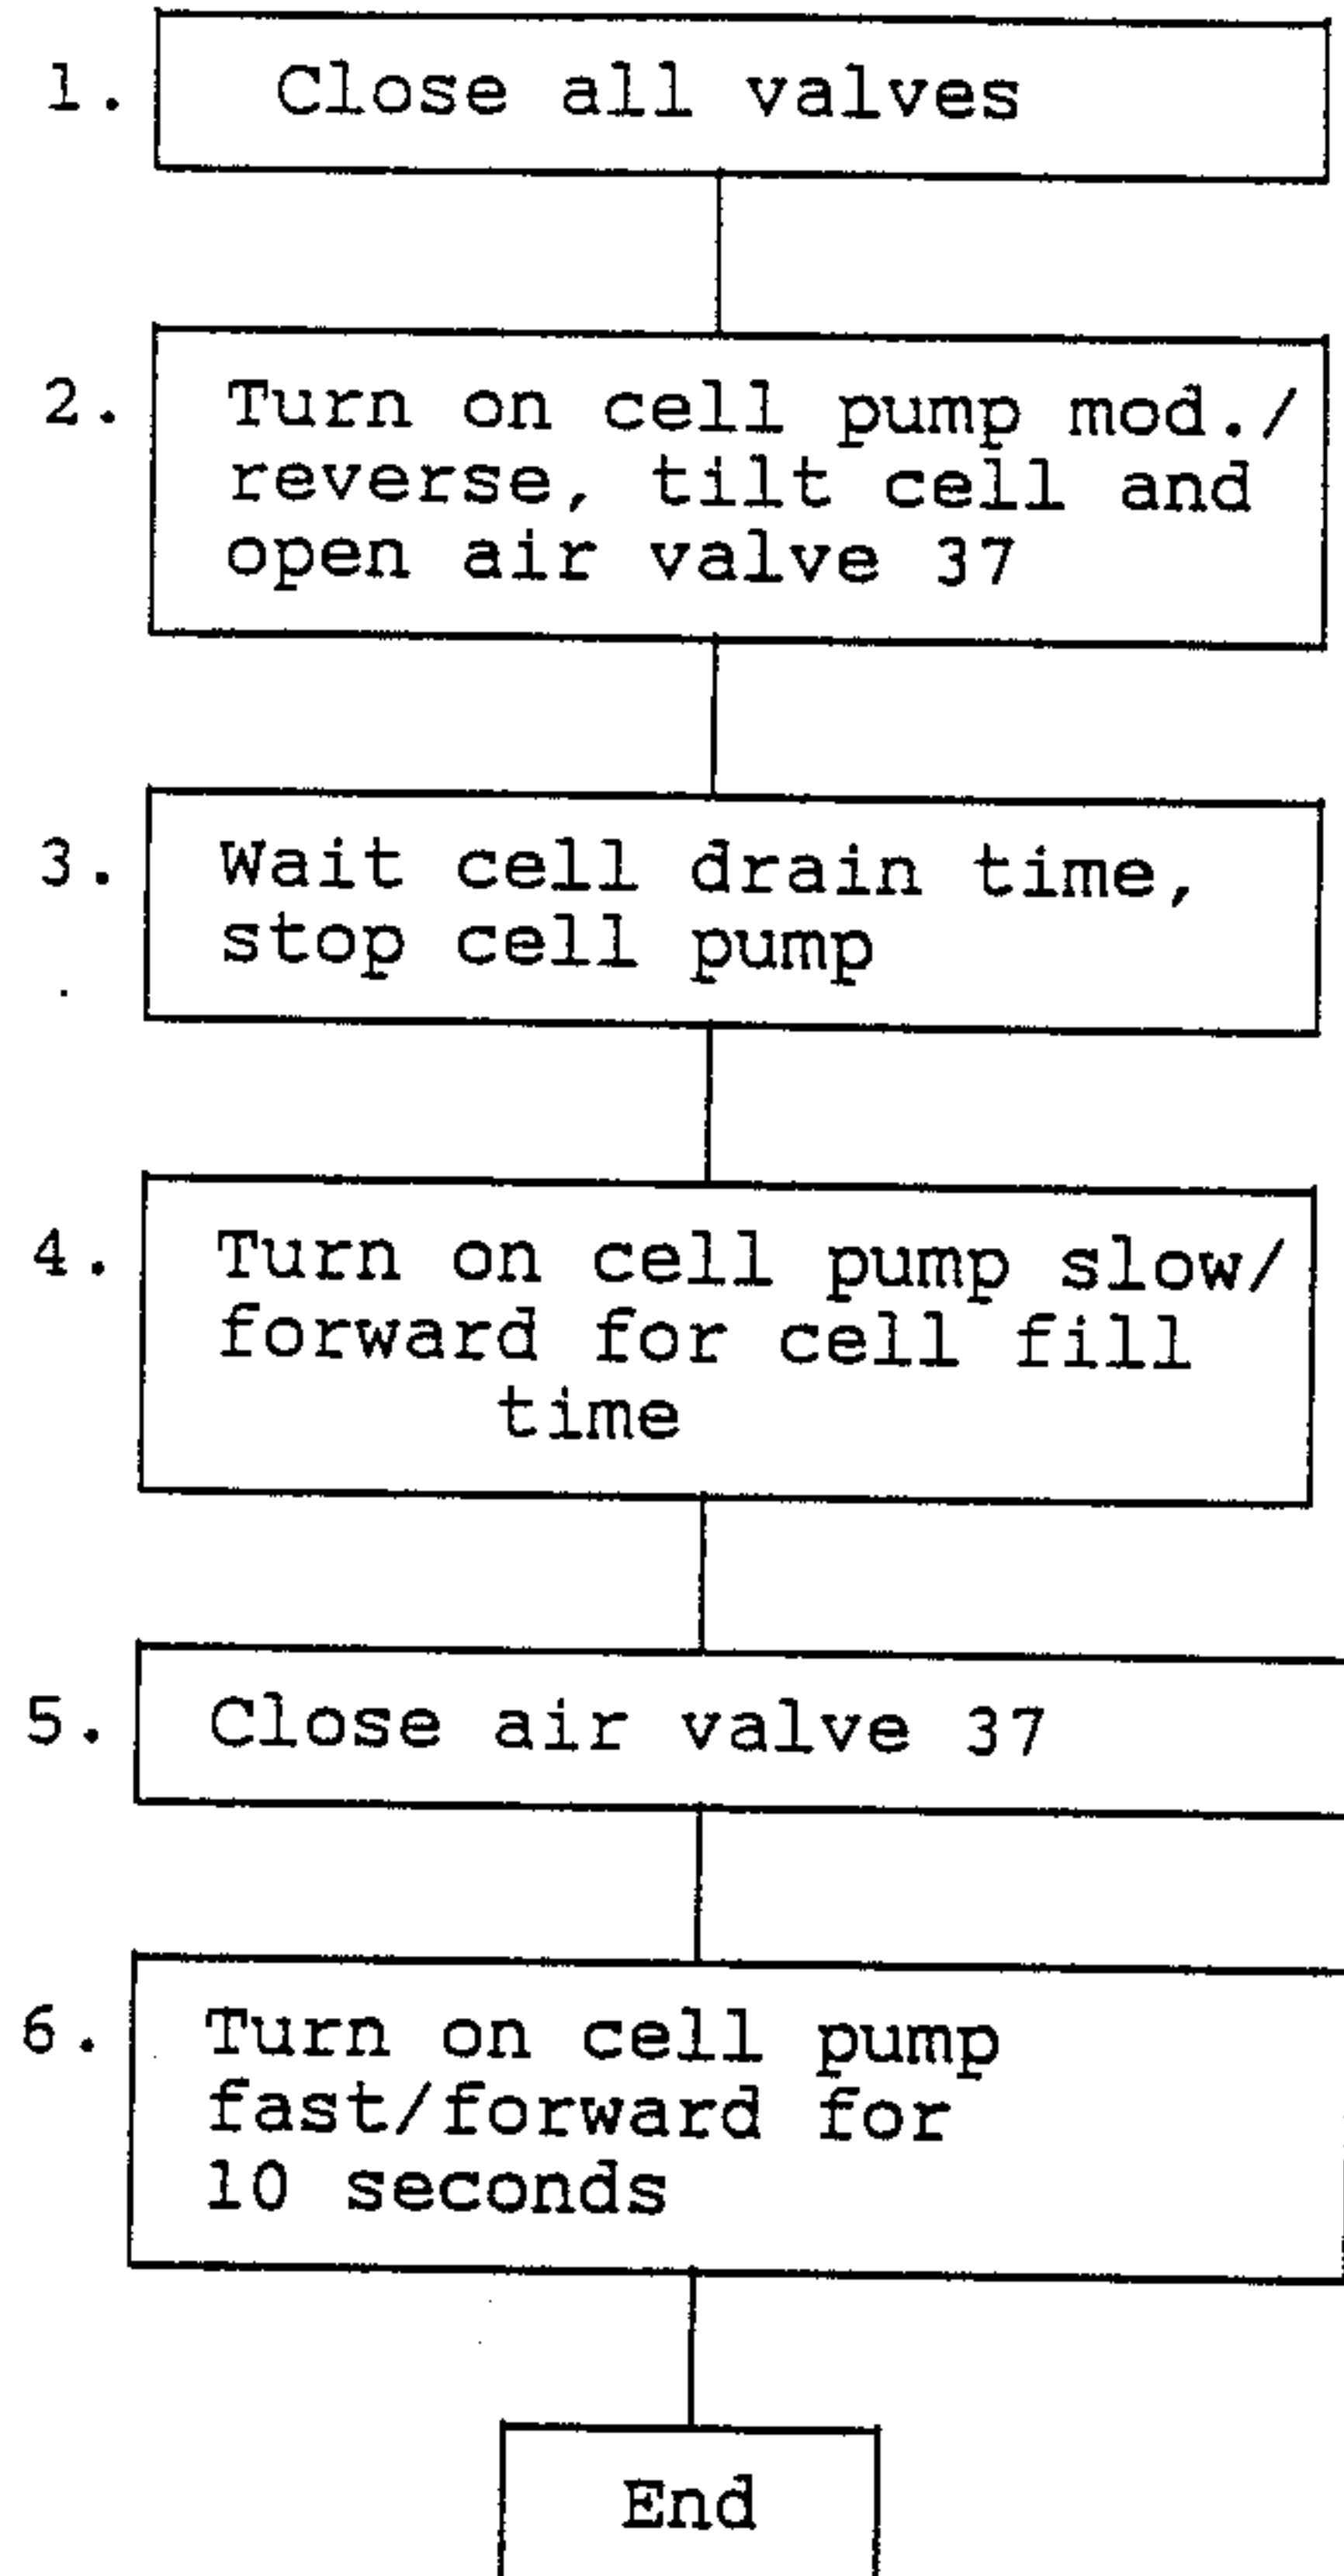 1. Close all valves
2. Turn on cell pump mod./
reverse, tilt cell and
open air valve 37
3. Wait cell drain time,
stop cell pump
4. Turn on cell pump slow/
forward for cell fill
time
5. Close air valve 37
6. Turn on cell pump
fast/forward for
10 seconds
End